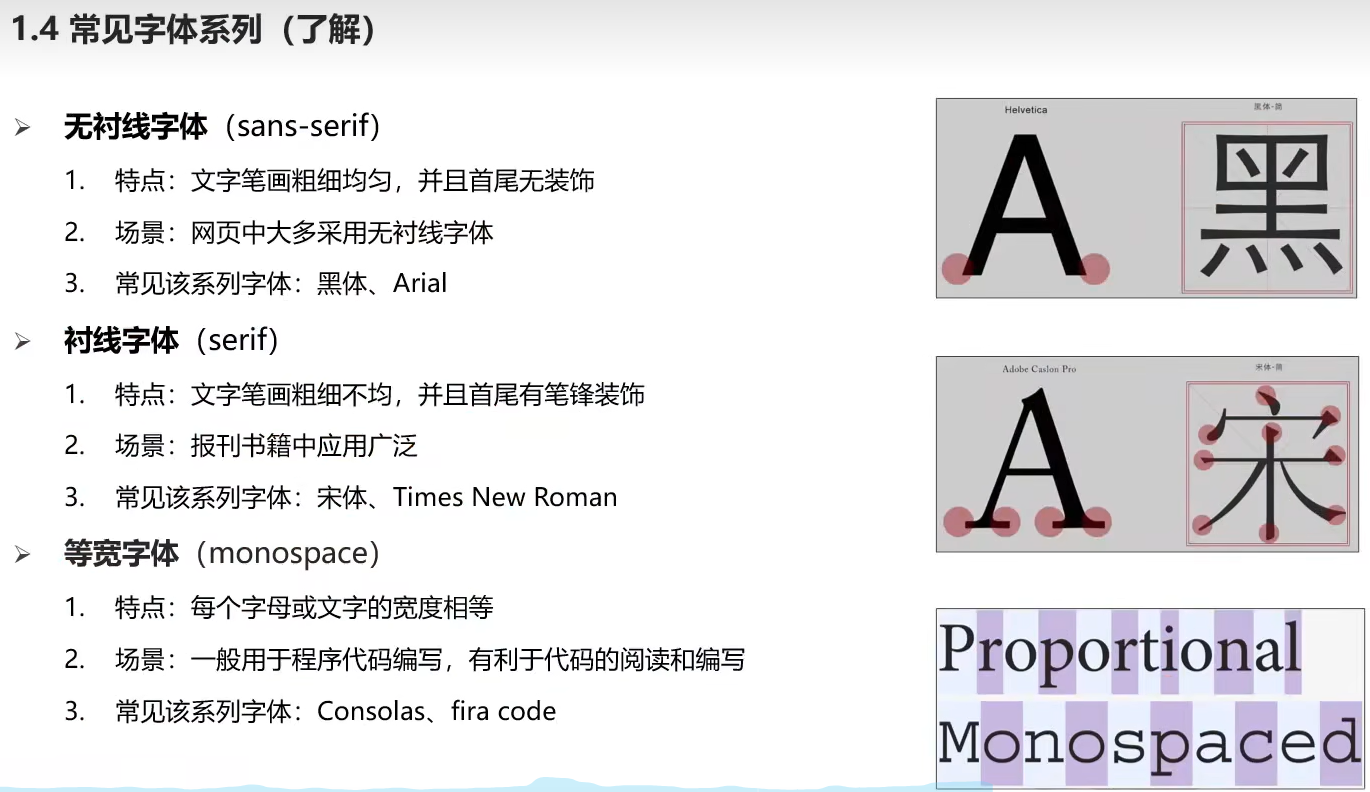 1.4 常见字体系列（了解）
➢ 无衬线字体（sans-serif）
1. 特点：文字笔画粗细均匀，并且首尾无装饰
2. 场景：网页中大多采用无衬线字体
3. 常见该系列字体：黑体、Arial
➢ 衬线字体（serif）
1. 特点：文字笔画粗细不均，并且首尾有笔锋装饰
2. 场景：报刊书籍中应用广泛
3. 常见该系列字体：宋体、Times New Roman
➢ 等宽字体（monospace）
1. 特点：每个字母或文字的宽度相等
2. 场景：一般用于程序代码编写，有利于代码的阅读和编写
3. 常见该系列字体：Consolas、fira code
Helvetica
A
黑体-简
黑
Adobe Caslon Pro
A
宋体-简
宋
Proportional
Monospaced